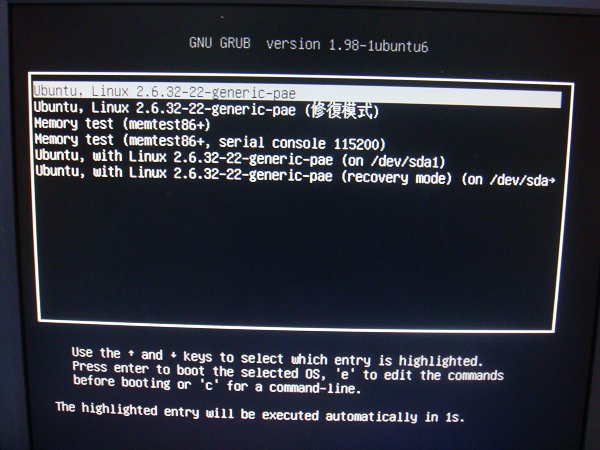 GNU GRUB version 1.98-1ubuntu6
Ubuntu, Linux 2.6.32-22-generic-pae
Ubuntu, Linux 2.6.32-22-generic-pae (修復模式)
Memory test (memtest86+)
Memory test (memtest86+, serial console 115200)
Ubuntu, with Linux 2.6.32-22-generic-pae (on /dev/sda1)
Ubuntu, with Linux 2.6.32-22-generic-pae (recovery mode) (on /dev/sda→
Use the ↑ and ↓ keys to select which entry is highlighted.
Press enter to boot the selected OS, 'e' to edit the commands
before booting or 'c' for a command-line.
The highlighted entry will be executed automatically in 1s.